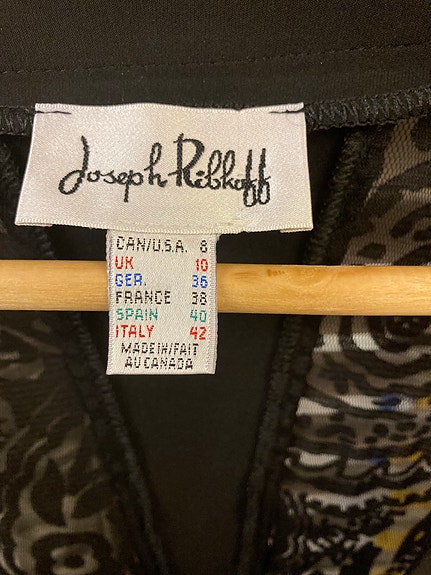 Joseph Ribkoff
CAN/U.S.A. 8
UK 10
GER. 36
FRANCE 38
SPAIN 40
ITALY 42
MADE IN/FAIT
AU CANADA